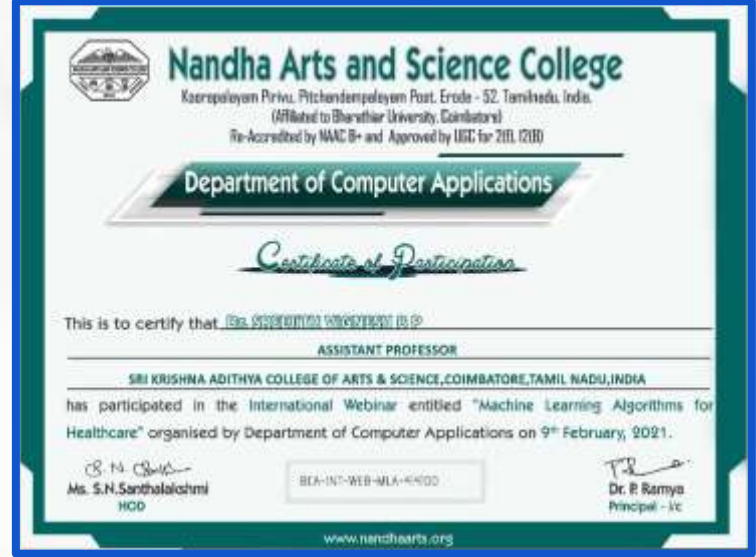 Nandha Arts and Science College
Koorapalayam Pirivu, Pitchandampalayam Post, Erode - 52. Tamilnadu, India.
(Affiliated to Bharathiar University, Coimbatore)
Re-Accredited by NAAC B+ and Approved by UGC for 2(f), 12(B)
Department of Computer Applications
Certificate of Participation
This is to certify that VIGNESH
ASSISTANT PROFESSOR
SRI KRISHNA ADITHYA COLLEGE OF ARTS & SCIENCE,COIMBATORE,TAMIL NADU,INDIA
has participated in the International Webinar entitled "Machine Learning Algorithms for
Healthcare" organised by Department of Computer Applications on 9th February, 2021.
Ms. S.N.Santhalakshmi
HOD
Dr. P. Ramya
Principal - i/c
www.nandhaarts.org